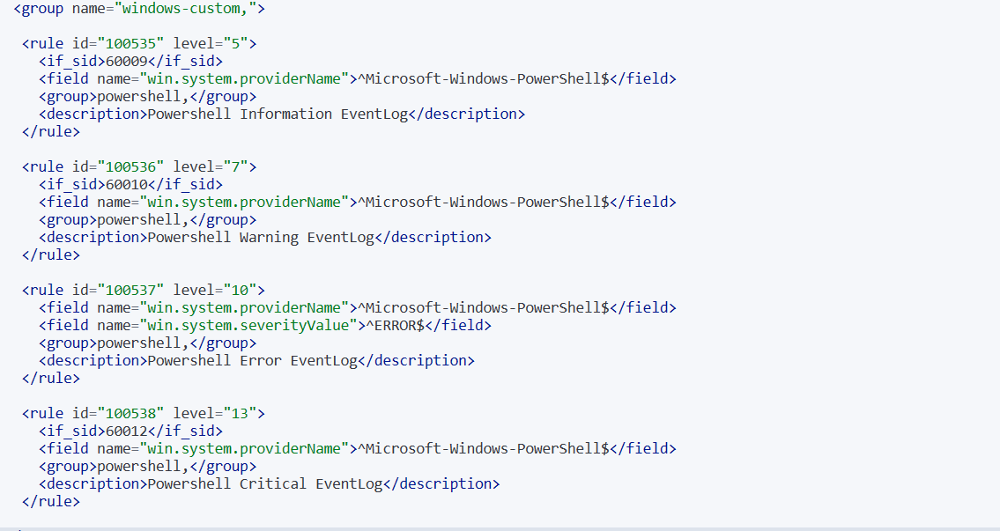 <group name="windows-custom,">
<rule id="100535" level="5">
<if_sid>60009</if_sid>
<field name="win.system.providerName">^Microsoft-Windows-PowerShell$</field>
<group>powershell,</group>
<description>Powershell Information EventLog</description>
</rule>
<rule id="100536" level="7">
<if_sid>60010</if_sid>
<field name="win.system.providerName">^Microsoft-Windows-PowerShell$</field>
<group>powershell,</group>
<description>Powershell Warning EventLog</description>
</rule>
<rule id="100537" level="10">
<field name="win.system.providerName">^Microsoft-Windows-PowerShell$</field>
<field name="win.system.severityValue">^ERROR$</field>
<group>powershell,</group>
<description>Powershell Error EventLog</description>
</rule>
<rule id="100538" level="13">
<if_sid>60012</if_sid>
<field name="win.system.providerName">^Microsoft-Windows-PowerShell$</field>
<group>powershell,</group>
<description>Powershell Critical EventLog</description>
</rule>